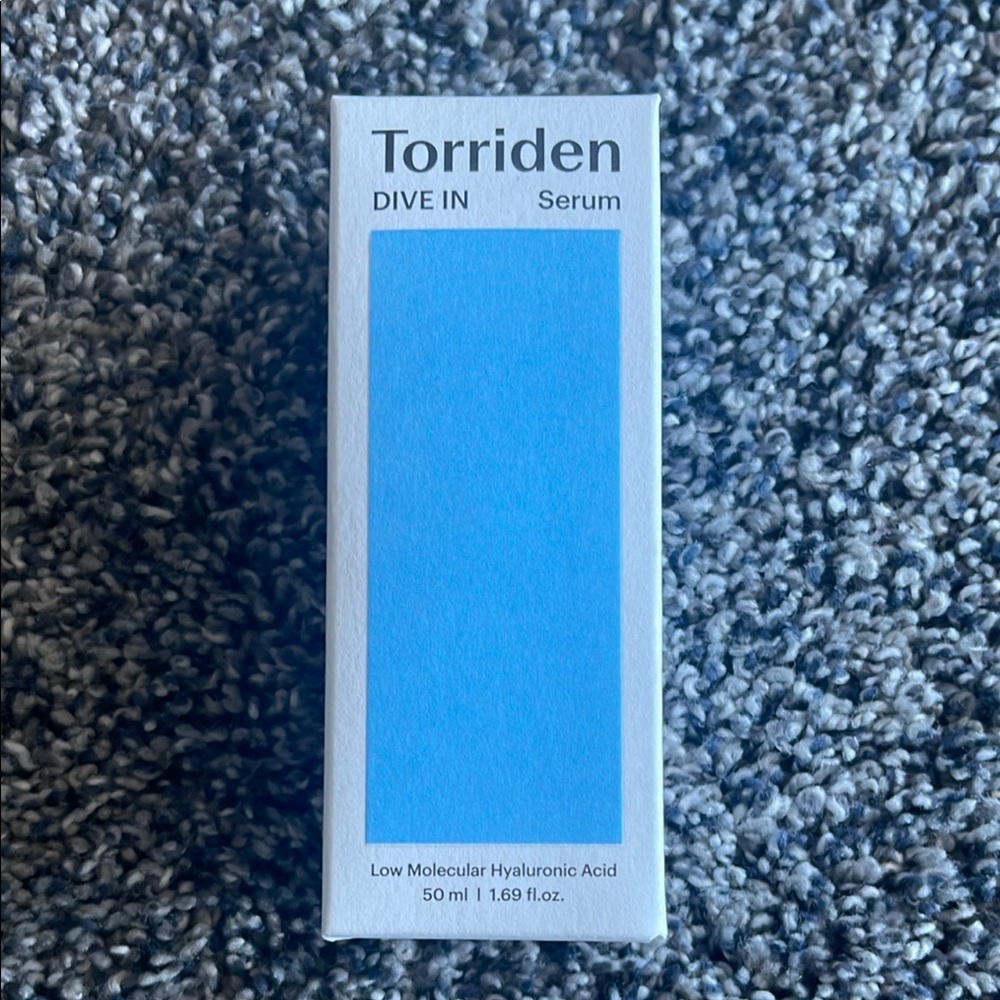 Torriden
DIVE IN Serum
Low Molecular Hyaluronic Acid
50 ml | 1.69 fl.oz.